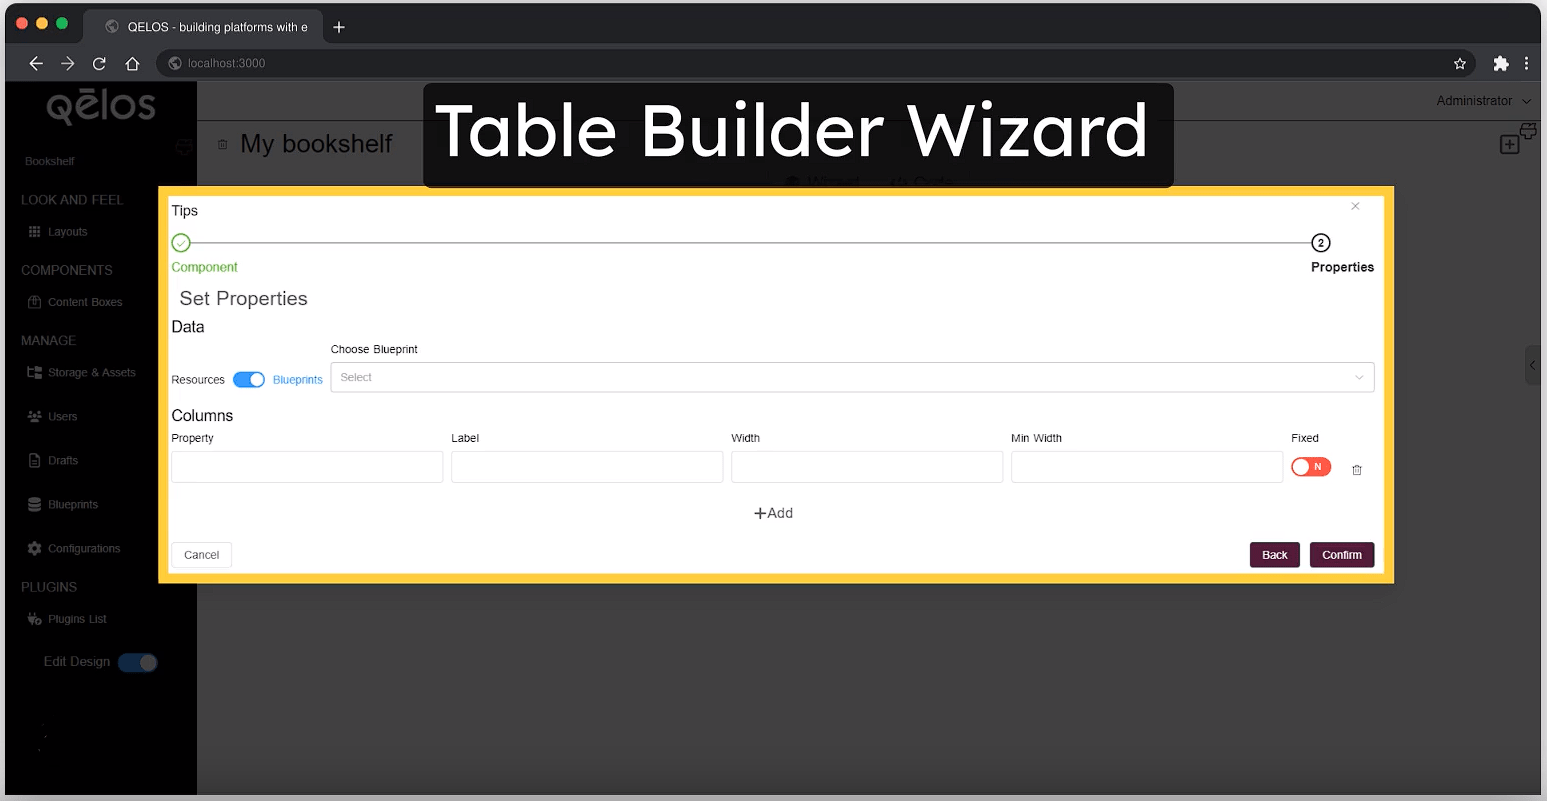 QELOS - building platforms with e
localhost:3000
qēlos
Administrator
Table Builder Wizard
My bookshelf
Bookshelf
LOOK AND FEEL
Layouts
COMPONENTS
Content Boxes
MANAGE
Storage & Assets
Users
Drafts
Blueprints
Configurations
PLUGINS
Plugins List
Edit Design
Tips
2
Component
Properties
Set Properties
Data
Choose Blueprint
Resources
Blueprints
Select
Columns
Property
Label
Width
Min Width
Fixed
N
+Add
Cancel
Back
Confirm